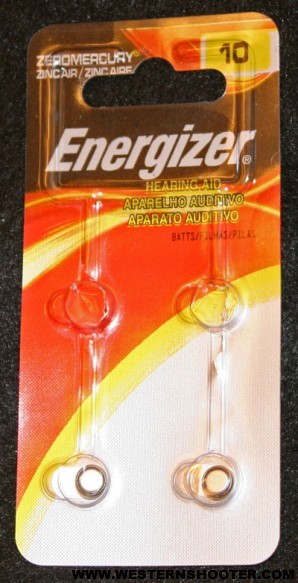 ZEROMERCURY®
ZINC AIR / ZINC AIRE
10
Energizer®
HEARING AID
APARELHO AUDITIVO
APARATO AUDITIVO
BATTS/PILHAS/PILAS
WWW.WESTERNSHOOTER.COM